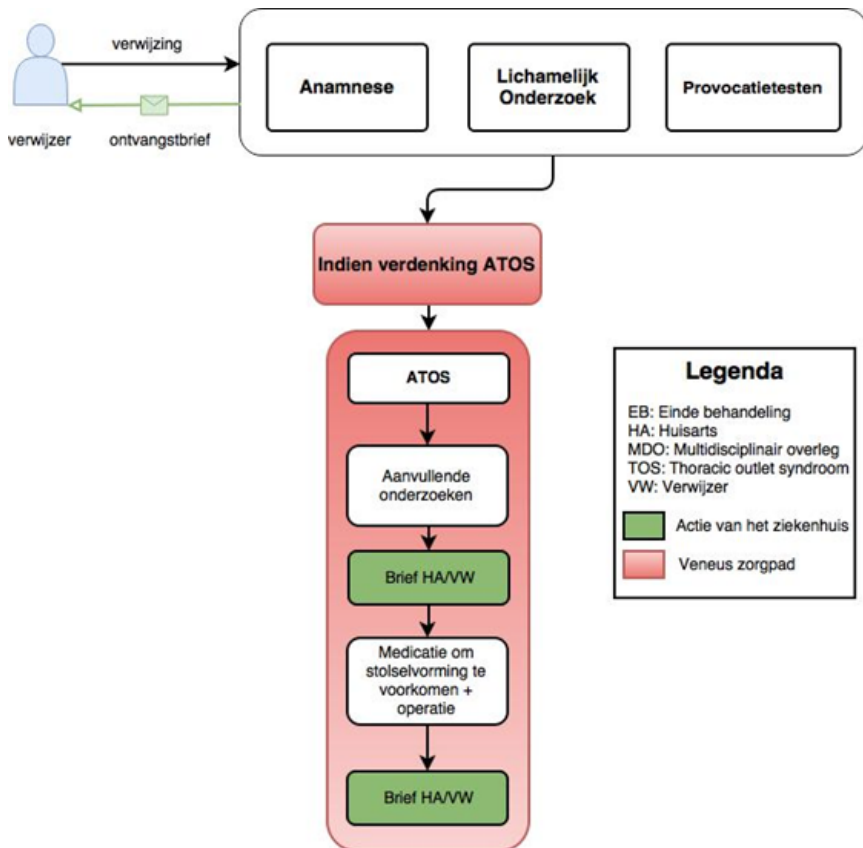 verwijzing
verwijzer
ontvangstbrief
Anamnese
Lichamelijk
Onderzoek
Provocatietesten
Indien verdenking ATOS
ATOS
Aanvullende
onderzoeken
Brief HA/VW
Medicatie om
stolselvorming te
voorkomen +
operatie
Brief HA/VW
Legenda
EB: Einde behandeling
HA: Huisarts
MDO: Multidisciplinair overleg
TOS: Thoracic outlet syndroom
VW: Verwijzer
Actie van het ziekenhuis
Veneus zorgpad